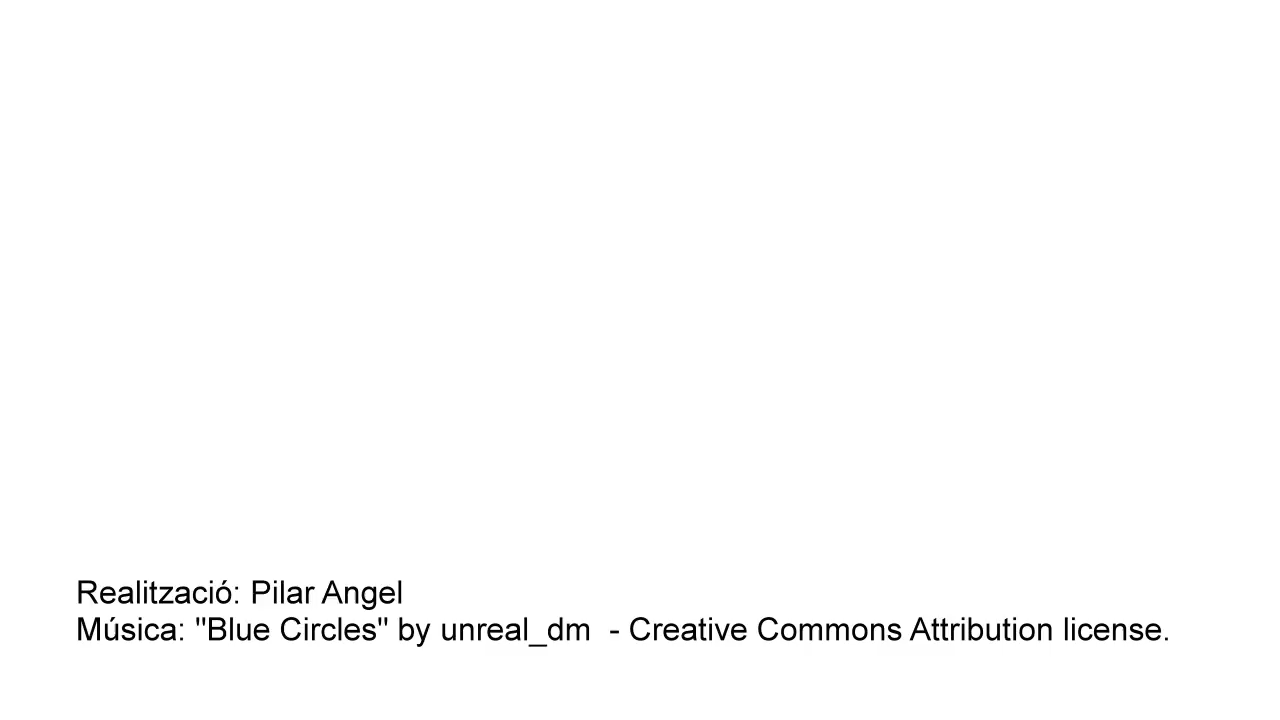 Realització: Pilar Angel
Música: "Blue Circles" by unreal_dm  - Creative Commons Attribution license.